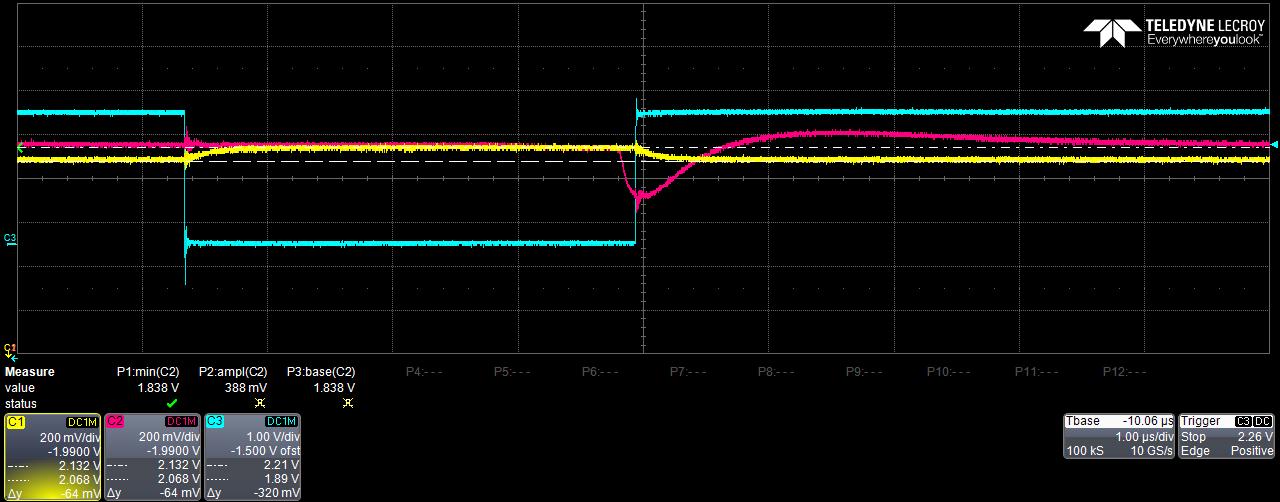 TELEDYNE LECROY
Everywhereyoulook™
C3
C1
Measure P1:min(C2) P2:ampl(C2) P3:base(C2) P4:--- P5:--- P6:--- P7:--- P8:--- P9:--- P10:--- P11:--- P12:---
value 1.838 V 388 mV 1.838 V
status
C1 DC1M C2 DC1M C3 DC1M Tbase -10.06 µs Trigger C3 DC
200 mV/div 200 mV/div 1.00 V/div 1.00 µs/div Stop 2.26 V
-1.9900 V -1.9900 V -1.500 V ofst 100 kS 10 GS/s Edge Positive
2.132 V 2.132 V 2.21 V
2.068 V 2.068 V 1.89 V
Δy -64 mV Δy -64 mV Δy -320 mV